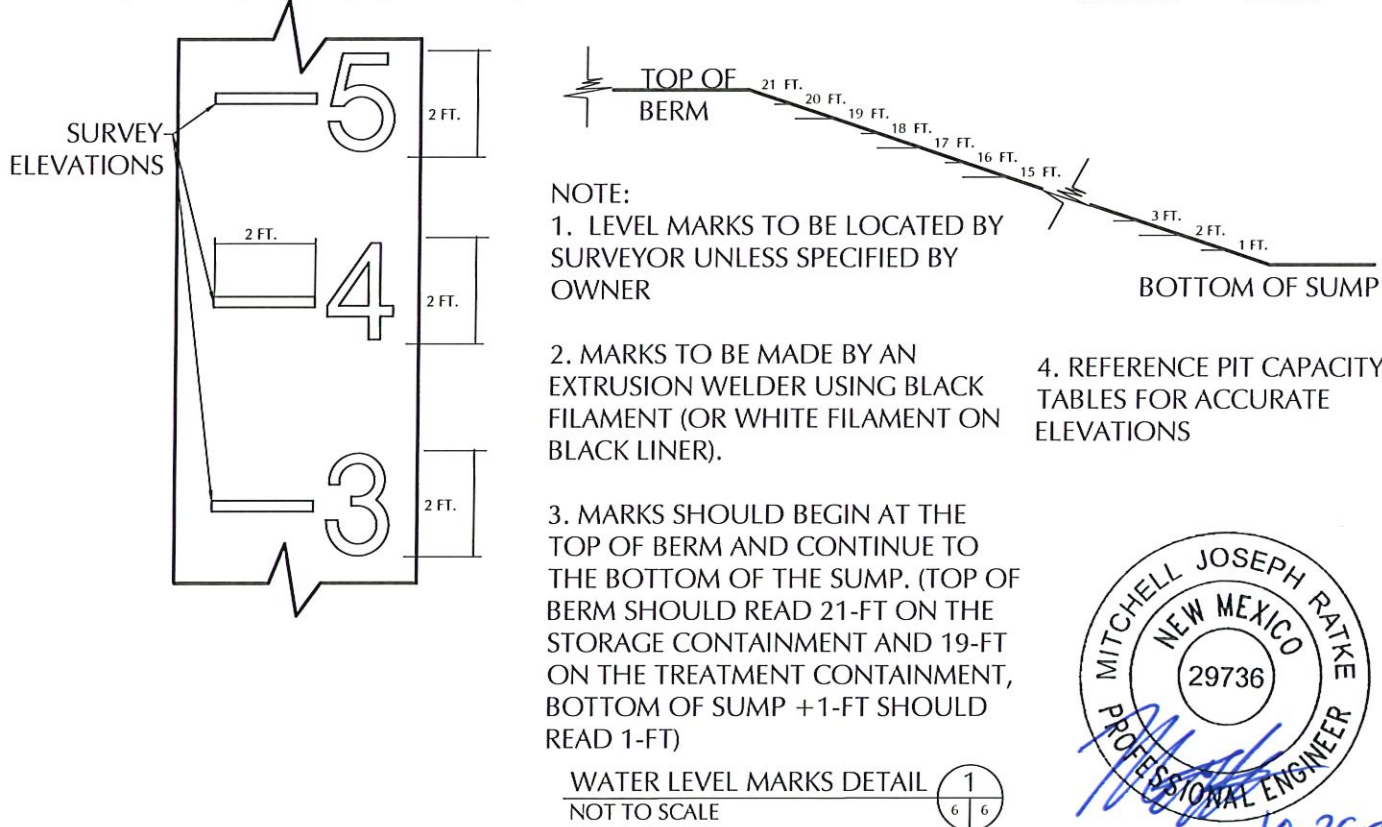 SURVEY
ELEVATIONS
5
2 FT.
2 FT.
4
2 FT.
3
2 FT.
TOP OF
BERM
21 FT.
20 FT.
19 FT.
18 FT.
17 FT.
16 FT.
15 FT.
3 FT.
2 FT.
1 FT.
BOTTOM OF SUMP
NOTE:
1. LEVEL MARKS TO BE LOCATED BY
SURVEYOR UNLESS SPECIFIED BY
OWNER
2. MARKS TO BE MADE BY AN
EXTRUSION WELDER USING BLACK
FILAMENT (OR WHITE FILAMENT ON
BLACK LINER).
3. MARKS SHOULD BEGIN AT THE
TOP OF BERM AND CONTINUE TO
THE BOTTOM OF THE SUMP. (TOP OF
BERM SHOULD READ 21-FT ON THE
STORAGE CONTAINMENT AND 19-FT
ON THE TREATMENT CONTAINMENT,
BOTTOM OF SUMP +1-FT SHOULD
READ 1-FT)
4. REFERENCE PIT CAPACITY
TABLES FOR ACCURATE
ELEVATIONS
WATER LEVEL MARKS DETAIL
NOT TO SCALE
1
6 6
MITCHELL JOSEPH RATKE
NEW MEXICO
29736
PROFESSIONAL ENGINEER